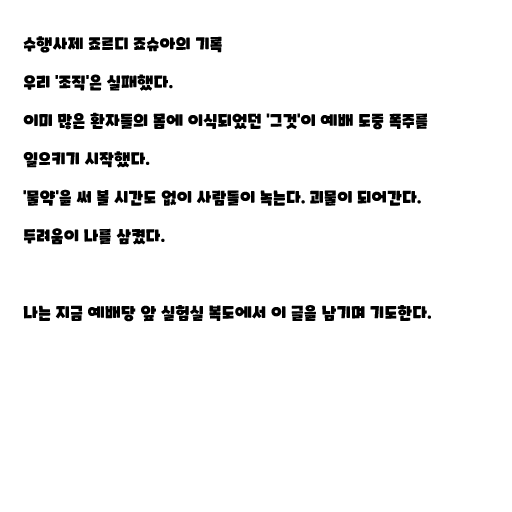 수행사제 죠르디 죠슈아의 기록
우리 '조직'은 실패했다.
이미 많은 환자들의 몸에 이식되었던 '그것'이 예배 도중 폭주를
일으키기 시작했다.
'물약'을 써 볼 시간도 없이 사람들이 녹는다. 괴물이 되어간다.
두려움이 나를 삼켰다.
나는 지금 예배당 앞 실험실 복도에서 이 글을 남기며 기도한다.